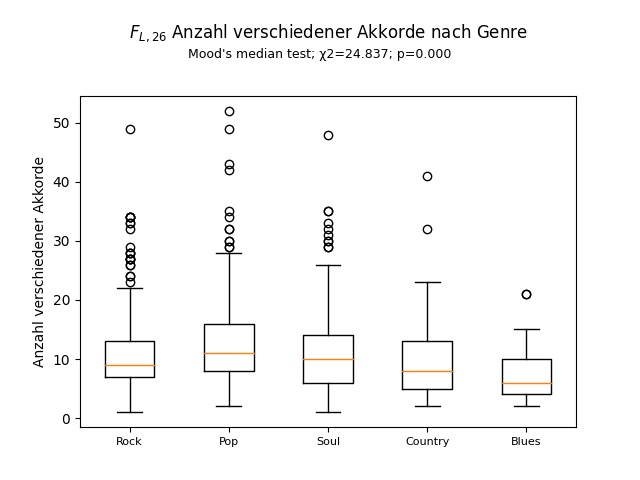 F_{L, 26} Anzahl verschiedener Akkorde nach Genre
Mood's median test; χ2=24.837; p=0.000
Anzahl verschiedener Akkorde
50
40
30
20
10
0
Rock Pop Soul Country Blues